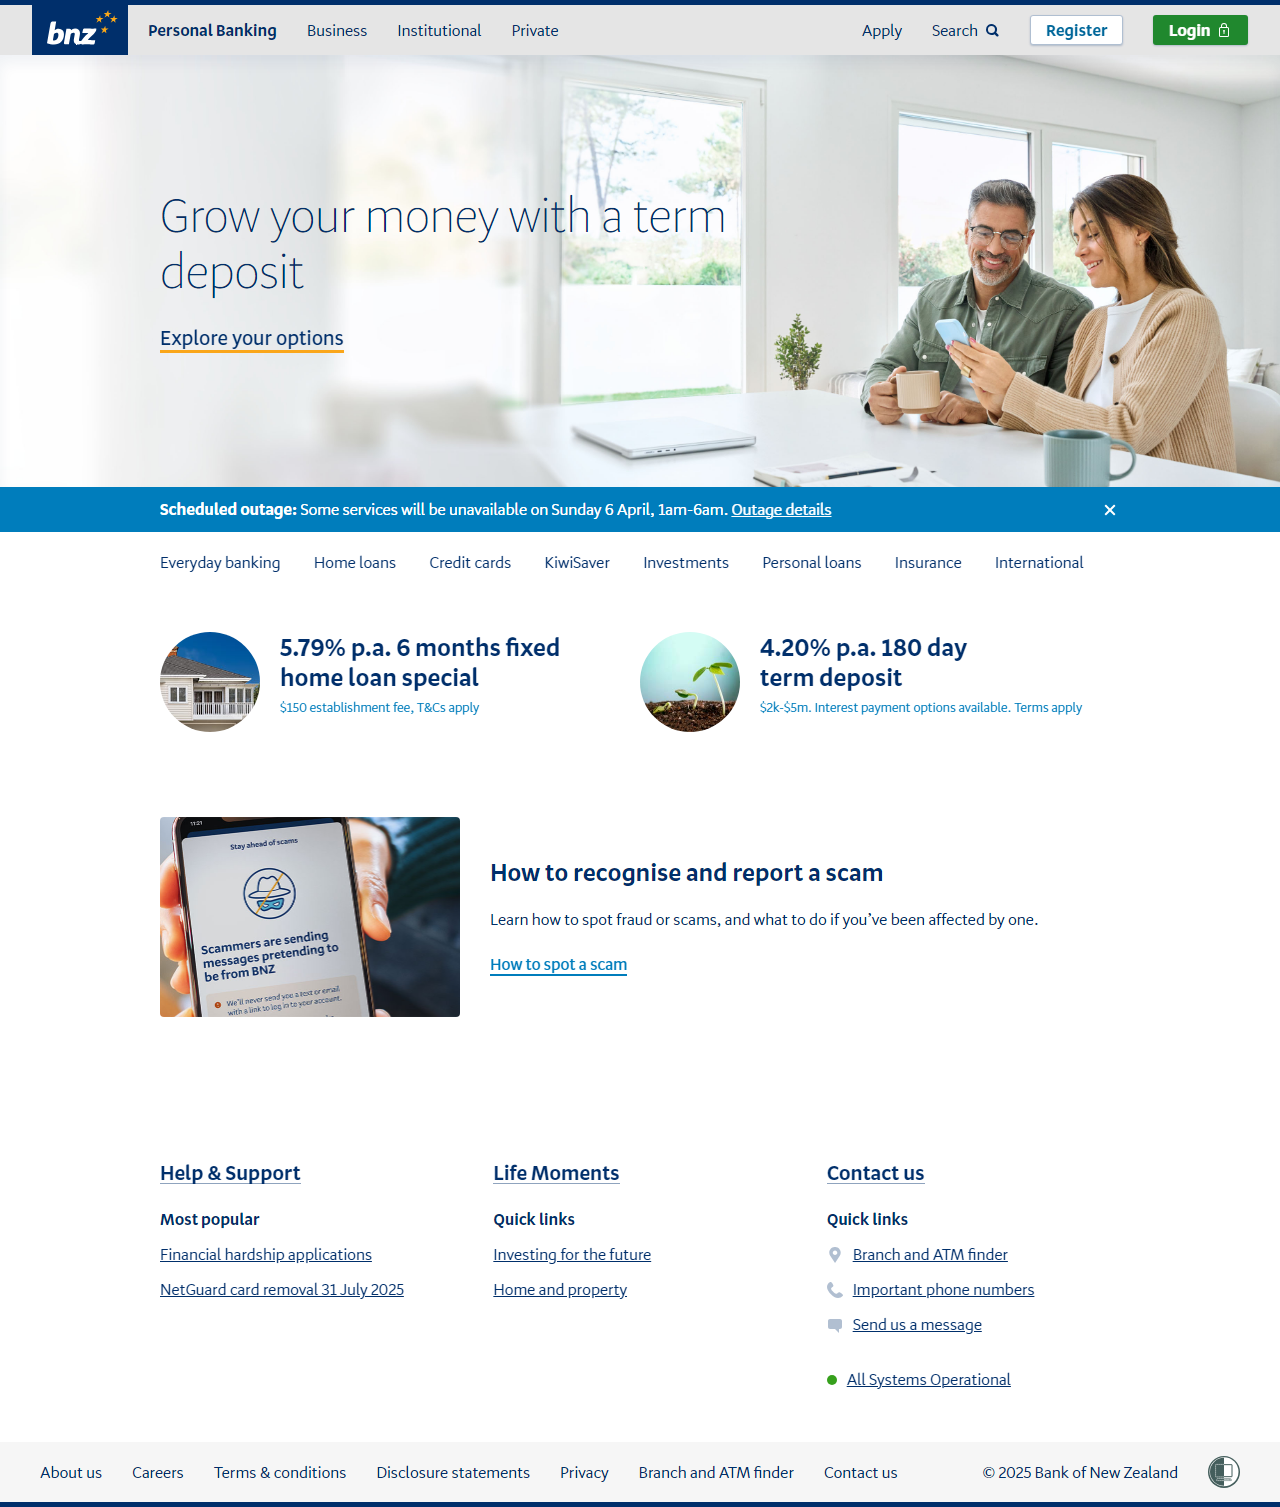 bnz
Personal Banking
Business
Institutional
Private
Apply
Search
Register
Login
Grow your money with a term
deposit
Explore your options
Scheduled outage: Some services will be unavailable on Sunday 6 April, 1am-6am. Outage details
Everyday banking
Home loans
Credit cards
KiwiSaver
Investments
Personal loans
Insurance
International
5.79% p.a. 6 months fixed
home loan special
$150 establishment fee, T&Cs apply
4.20% p.a. 180 day
term deposit
$2k-$5m. Interest payment options available. Terms apply
11:21
Stay ahead of scams
Scammers are sending
messages pretending to
be from BNZ
We'll never send you a text or email
with a link to log in to your account.
How to recognise and report a scam
Learn how to spot fraud or scams, and what to do if you’ve been affected by one.
How to spot a scam
Help & Support
Most popular
Financial hardship applications
NetGuard card removal 31 July 2025
Life Moments
Quick links
Investing for the future
Home and property
Contact us
Quick links
Branch and ATM finder
Important phone numbers
Send us a message
All Systems Operational
About us
Careers
Terms & conditions
Disclosure statements
Privacy
Branch and ATM finder
Contact us
© 2025 Bank of New Zealand